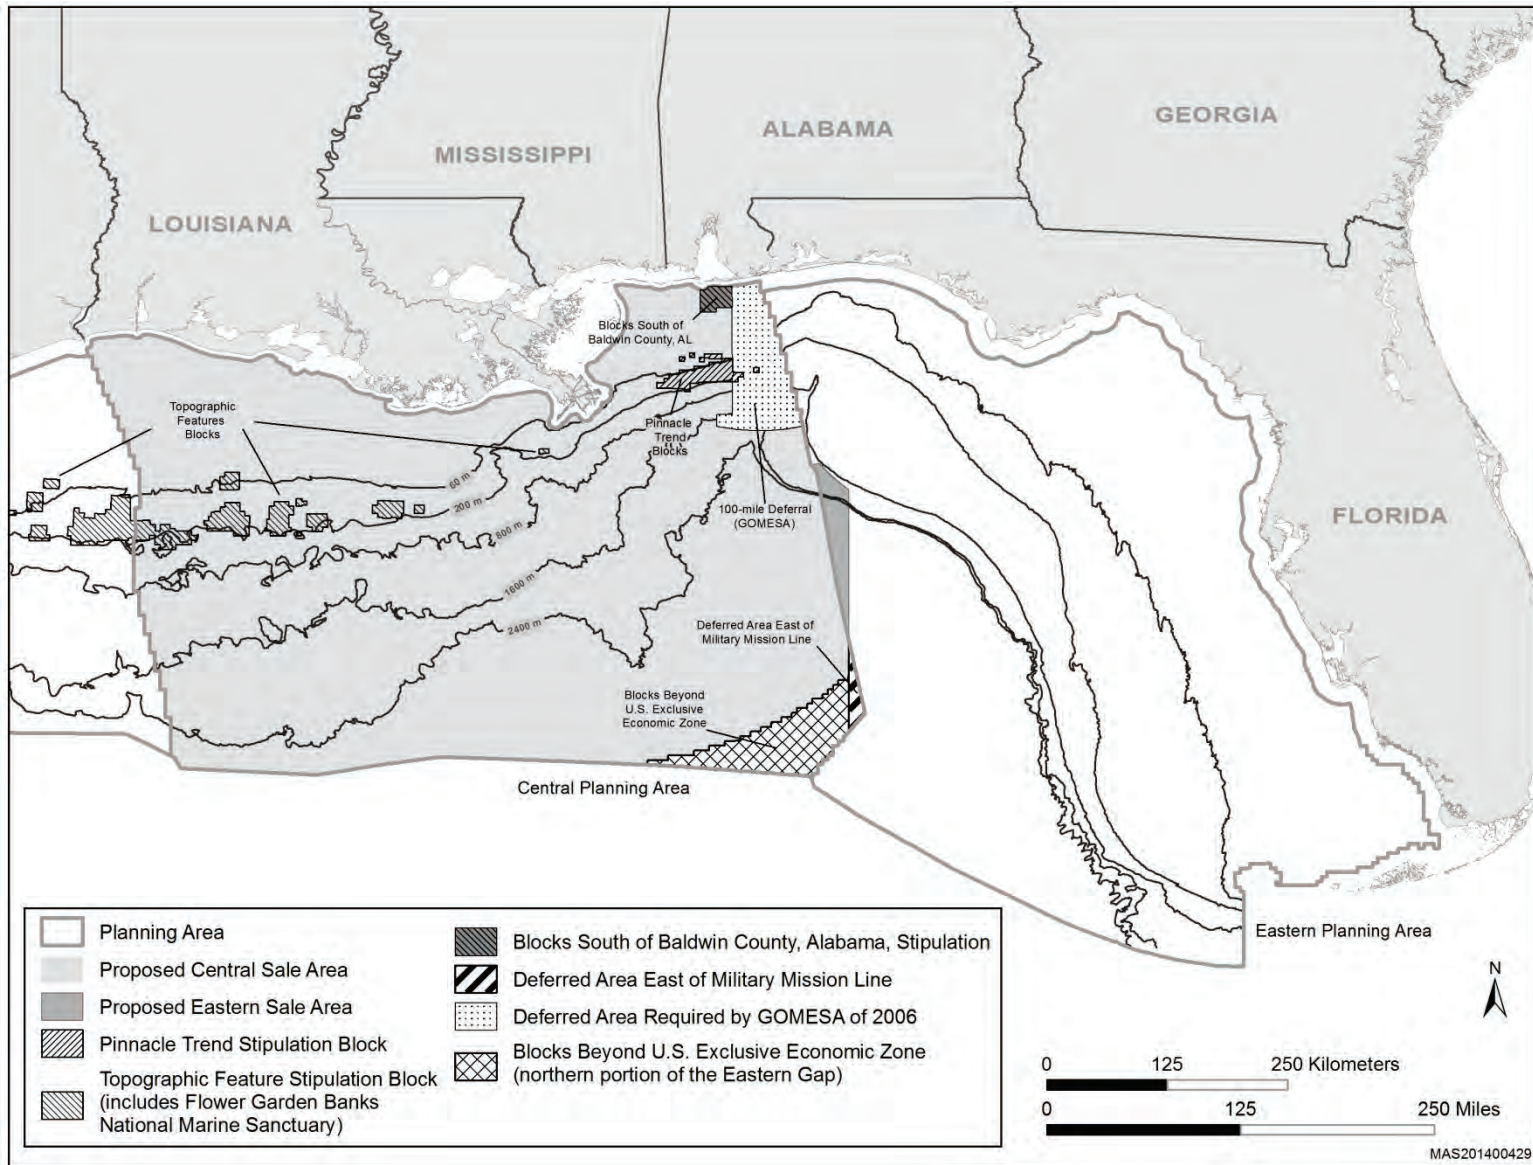 GEORGIA
ALABAMA
MISSISSIPPI
LOUISIANA
FLORIDA
Blocks South of
Baldwin County, AL
Topographic
Features
Blocks
Pinnacle
Trend
Blocks
60 m
200 m
800 m
1600 m
2400 m
100-mile Deferral
(GOMESA)
Deferred Area East of
Military Mission Line
Blocks Beyond
U.S. Exclusive
Economic Zone
Central Planning Area
Eastern Planning Area
Planning Area
Proposed Central Sale Area
Proposed Eastern Sale Area
Pinnacle Trend Stipulation Block
Topographic Feature Stipulation Block
(includes Flower Garden Banks
National Marine Sanctuary)
Blocks South of Baldwin County, Alabama, Stipulation
Deferred Area East of Military Mission Line
Deferred Area Required by GOMESA of 2006
Blocks Beyond U.S. Exclusive Economic Zone
(northern portion of the Eastern Gap)
N
0 125 250 Kilometers
0 125 250 Miles
MAS201400429